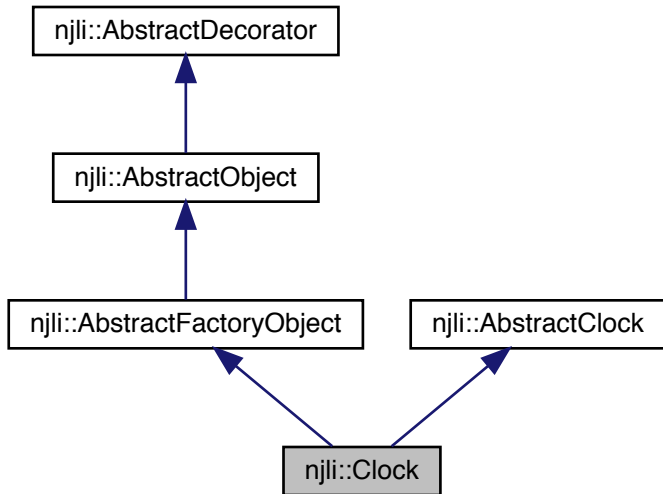 njli::AbstractDecorator
njli::AbstractObject
njli::AbstractFactoryObject
njli::AbstractClock
njli::Clock